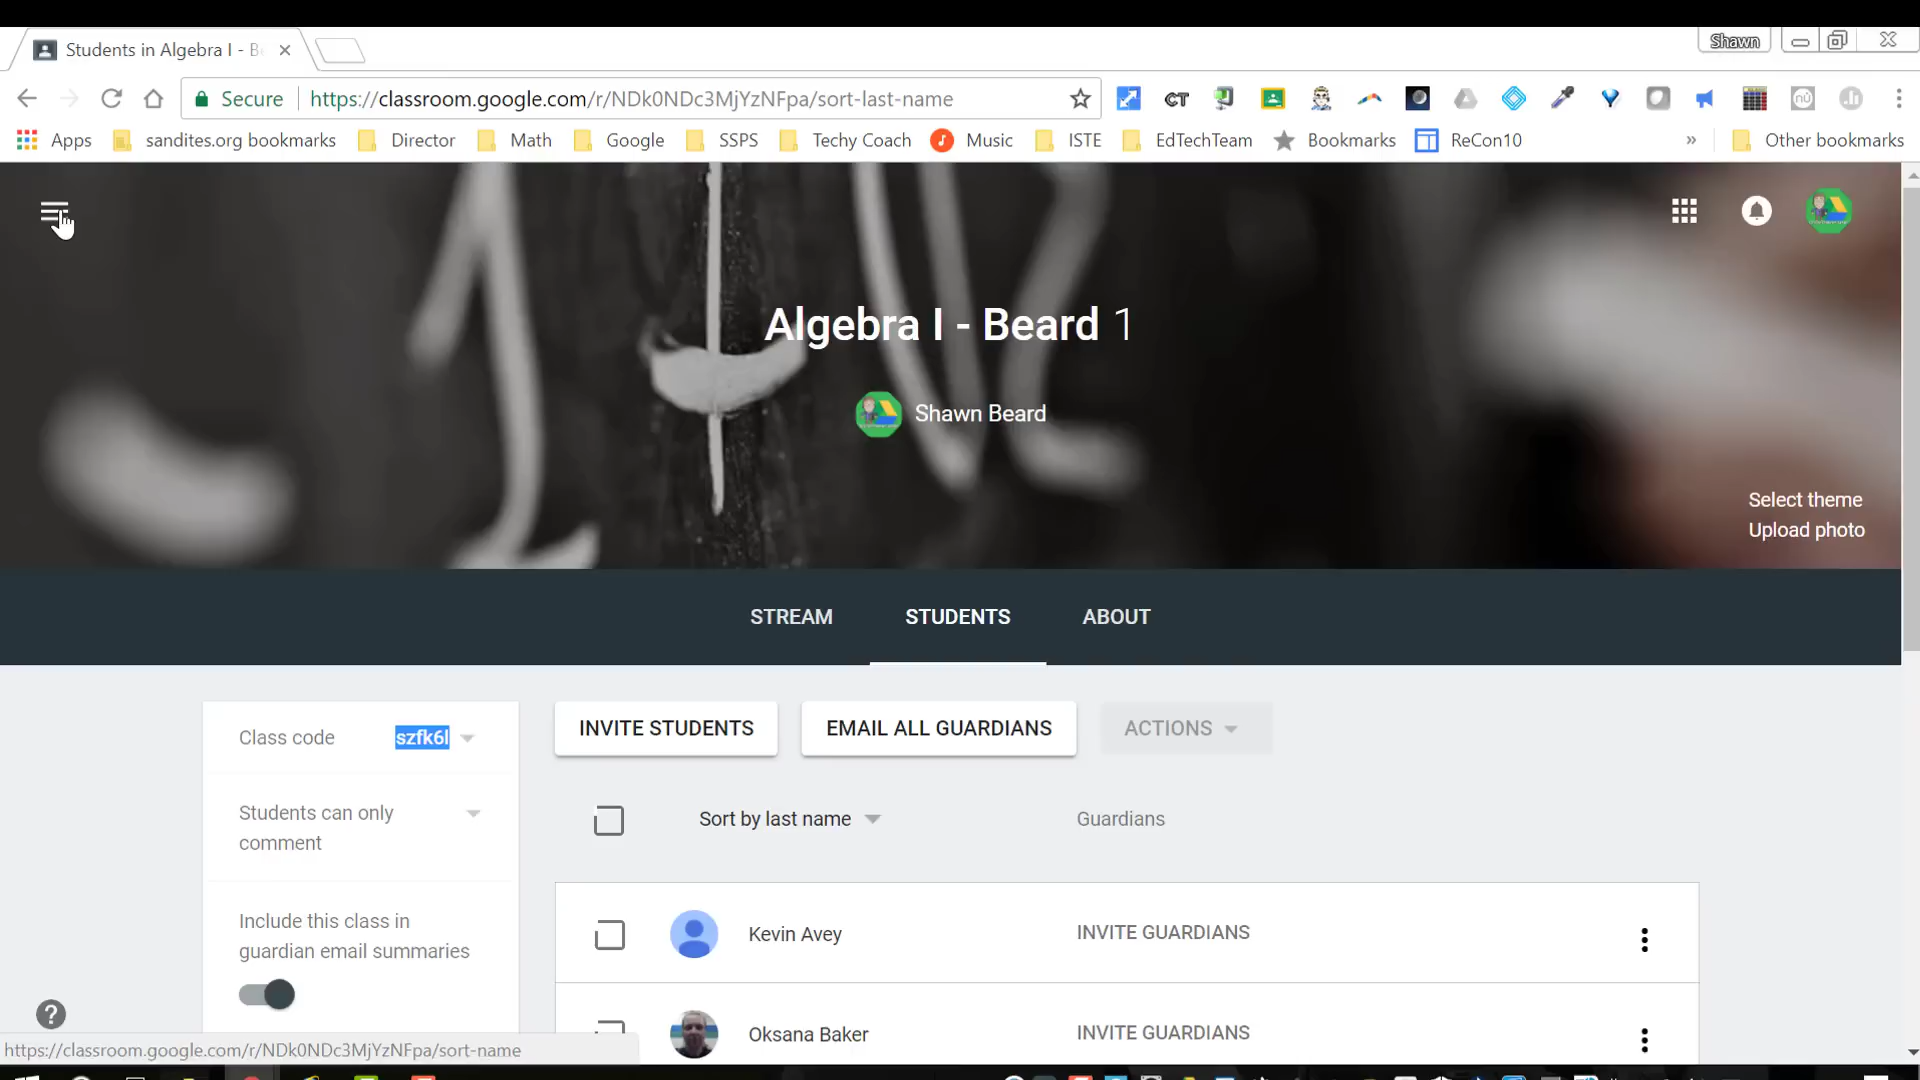 Students in Algebra I - B
Shawn
Secure
https://classroom.google.com/r/NDk0NDc3MjYzNFpa/sort-last-name
CT
Apps
sandites.org bookmarks
Director
Math
Google
SSPS
Techy Coach
Music
ISTE
EdTechTeam
Bookmarks
ReCon10
»
Other bookmarks
Algebra I - Beard 1
Shawn Beard
Select theme
Upload photo
STREAM
STUDENTS
ABOUT
Class code
szfk6l
INVITE STUDENTS
EMAIL ALL GUARDIANS
ACTIONS
Students can only
comment
Sort by last name
Guardians
Include this class in
guardian email summaries
Kevin Avey
INVITE GUARDIANS
Oksana Baker
INVITE GUARDIANS
?
https://classroom.google.com/r/NDk0NDc3MjYzNFpa/sort-name